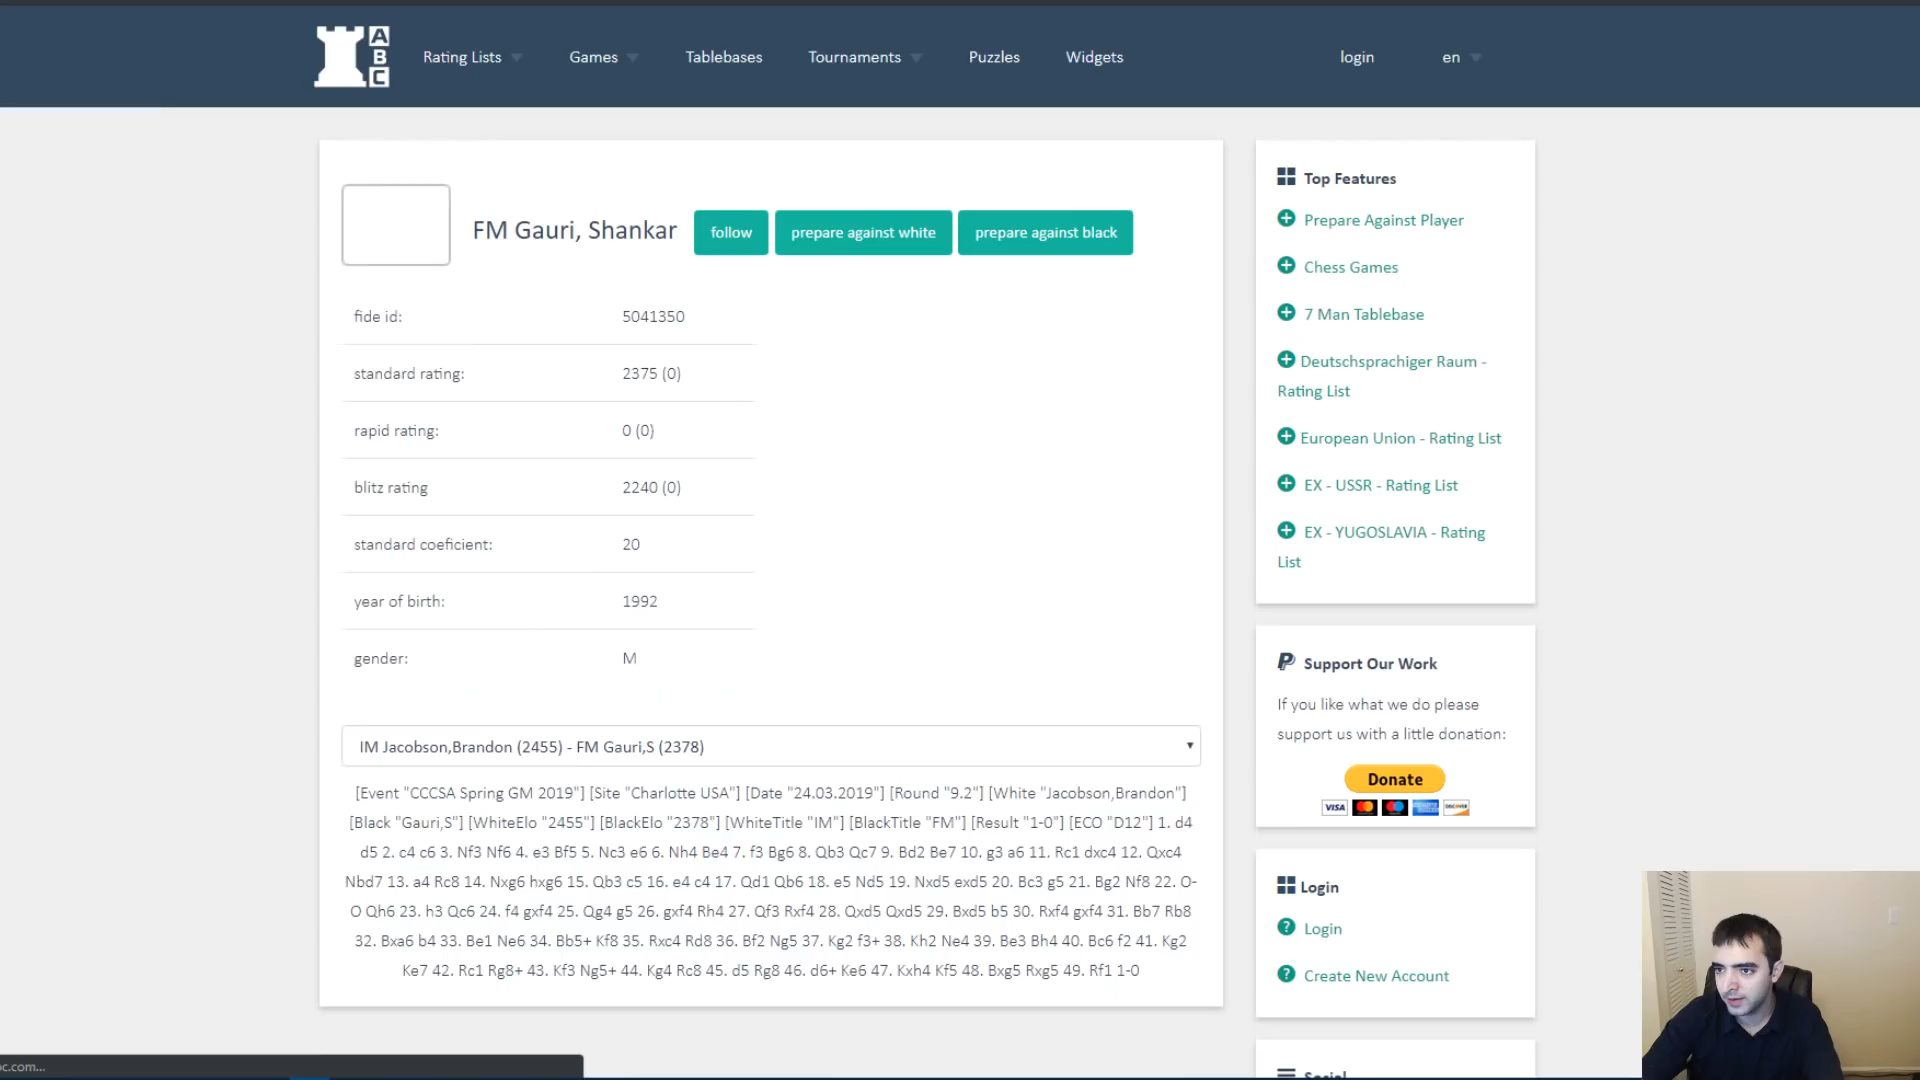 A
B
C
Rating Lists
Games
Tablebases
Tournaments
Puzzles
Widgets
login
en
FM Gauri, Shankar
follow
prepare against white
prepare against black
fide id:
5041350
standard rating:
2375 (0)
rapid rating:
0 (0)
blitz rating
2240 (0)
standard coeficient:
20
year of birth:
1992
gender:
M
IM Jacobson,Brandon (2455) - FM Gauri,S (2378)
[Event "CCCSA Spring GM 2019"] [Site "Charlotte USA"] [Date "24.03.2019"] [Round "9.2"] [White "Jacobson,Brandon"]
[Black "Gauri,S"] [WhiteElo "2455"] [BlackElo "2378"] [WhiteTitle "IM"] [BlackTitle "FM"] [Result "1-0"] [ECO "D12"] 1. d4
d5 2. c4 c6 3. Nf3 Nf6 4. e3 Bf5 5. Nc3 e6 6. Nh4 Be4 7. f3 Bg6 8. Qb3 Qc7 9. Bd2 Be7 10. g3 a6 11. Rc1 dxc4 12. Qxc4
Nbd7 13. a4 Rc8 14. Nxg6 hxg6 15. Qb3 c5 16. e4 c4 17. Qd1 Qb6 18. e5 Nd5 19. Nxd5 exd5 20. Bc3 g5 21. Bg2 Nf8 22. O-
O Qh6 23. h3 Qc6 24. f4 gxf4 25. Qg4 g5 26. gxf4 Rh4 27. Qf3 Rxf4 28. Qxd5 Qxd5 29. Bxd5 b5 30. Rxf4 gxf4 31. Bb7 Rb8
32. Bxa6 b4 33. Be1 Ne6 34. Bb5+ Kf8 35. Rxc4 Rd8 36. Bf2 Ng5 37. Kg2 f3+ 38. Kh2 Ne4 39. Be3 Bh4 40. Bc6 f2 41. Kg2
Ke7 42. Rc1 Rg8+ 43. Kf3 Ng5+ 44. Kg4 Rc8 45. d5 Rg8 46. d6+ Ke6 47. Kxh4 Kf5 48. Bxg5 Rxg5 49. Rf1 1-0
Top Features
Prepare Against Player
Chess Games
7 Man Tablebase
Deutschsprachiger Raum -
Rating List
European Union - Rating List
EX - USSR - Rating List
EX - YUGOSLAVIA - Rating
List
Support Our Work
If you like what we do please
support us with a little donation:
Donate
VISA
DISCOVER
Login
Login
Create New Account
Social